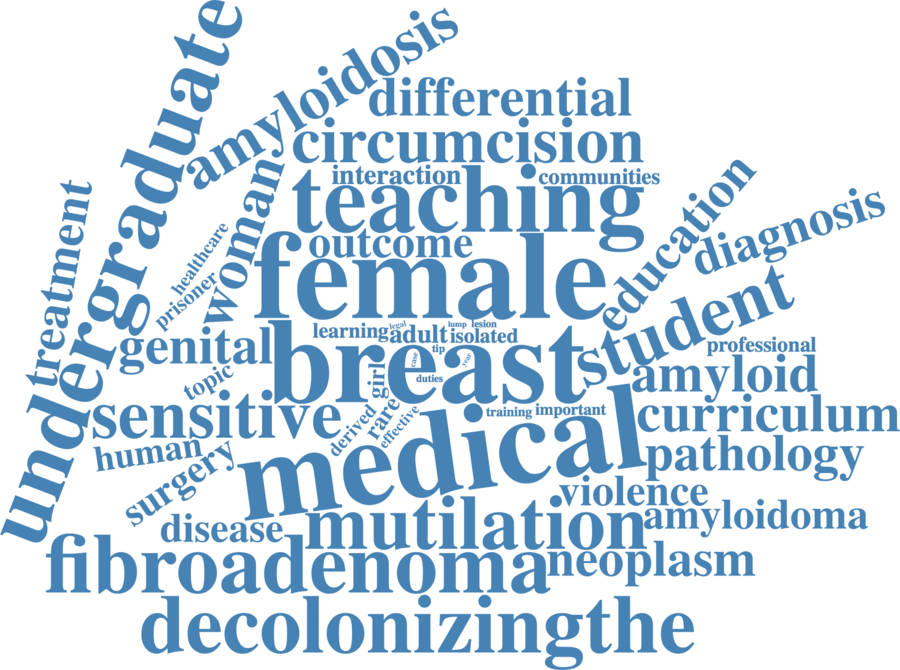 undergraduate
amyloidosis
differential
circumcision
interaction
communities
teaching
woman
treatment
healthcare
prisoner
outcome
female
education
diagnosis
student
genital
learning
legal
adult
lump
lesion
isolated
tip
breast
case
year
duties
girl
professional
amyloid
topic
sensitive
derived
rare
effective
training
important
curriculum
human
surgery
medical
pathology
violence
disease
mutilation
amyloidoma
fibroadenoma
neoplasm
decolonizingthe